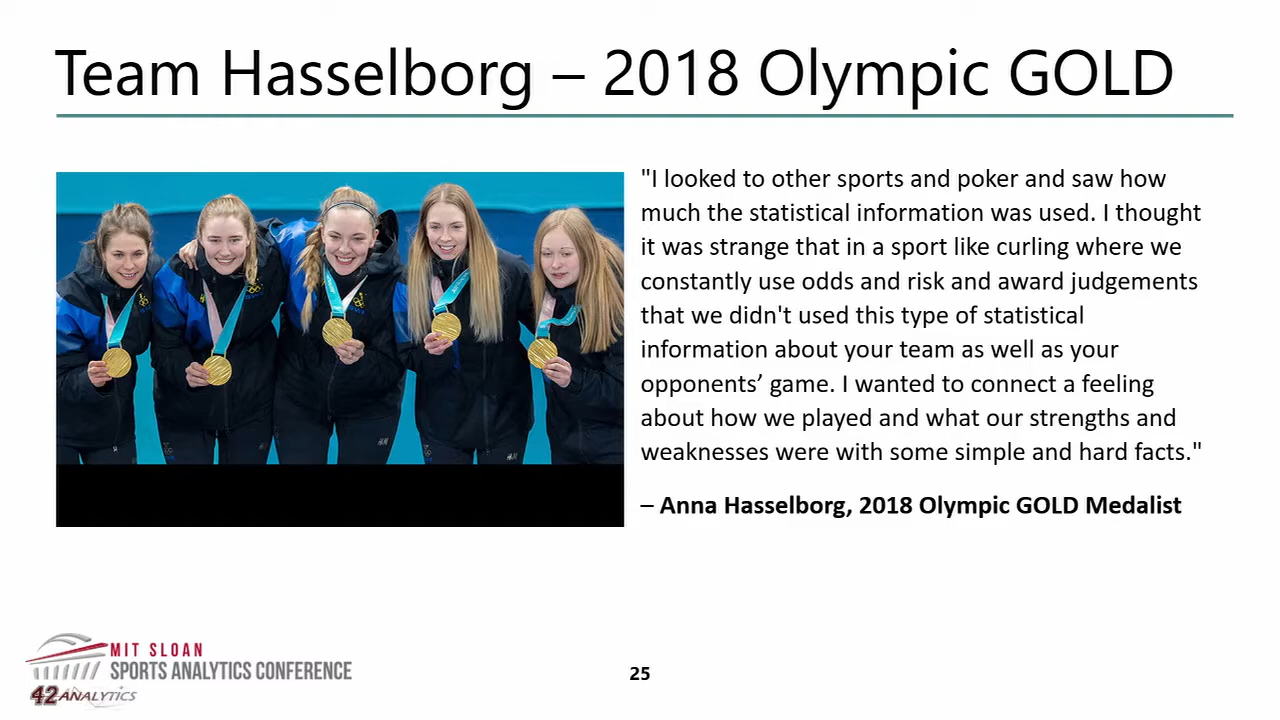 Team Hasselborg – 2018 Olympic GOLD
"I looked to other sports and poker and saw how
much the statistical information was used. I thought
it was strange that in a sport like curling where we
constantly use odds and risk and award judgements
that we didn't used this type of statistical
information about your team as well as your
opponents’ game. I wanted to connect a feeling
about how we played and what our strengths and
weaknesses were with some simple and hard facts."
– Anna Hasselborg, 2018 Olympic GOLD Medalist
MIT SLOAN
SPORTS ANALYTICS CONFERENCE
42 ANALYTICS
25